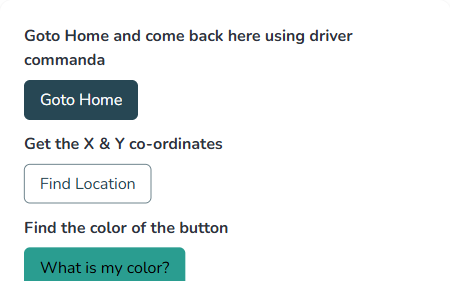 Goto Home and come back here using driver
commanda
Goto Home
Get the X & Y co-ordinates
Find Location
Find the color of the button
What is my color?